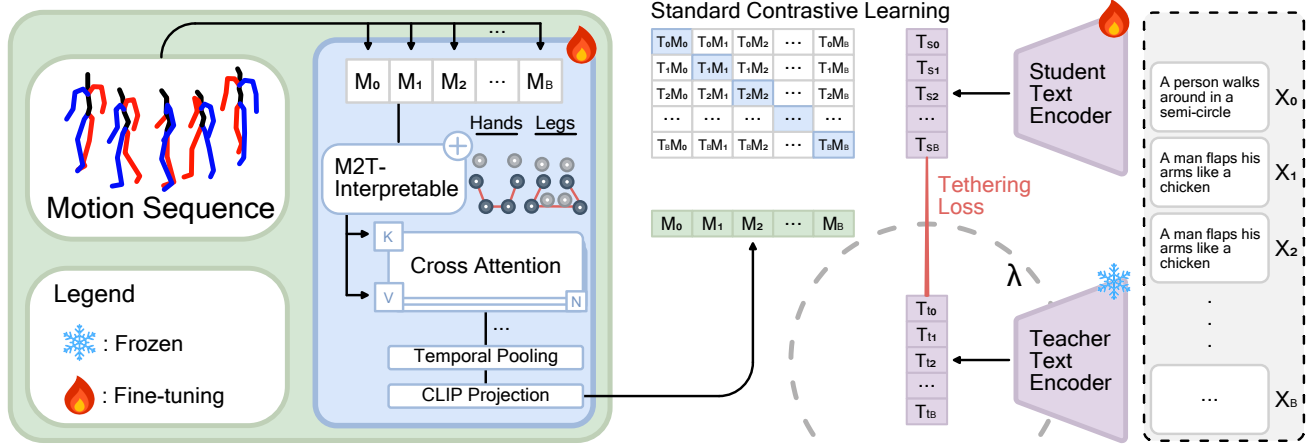 Motion Sequence
Legend
: Frozen
: Fine-tuning
...
M₀ M₁ M₂ ... M_B
M2T-
Interpretable
+
Hands Legs
K
V
Cross Attention
N
...
Temporal Pooling
CLIP Projection
Standard Contrastive Learning
T₀M₀ T₀M₁ T₀M₂ ... T₀M_B
T₁M₀ T₁M₁ T₁M₂ ... T₁M_B
T₂M₀ T₂M₁ T₂M₂ ... T₂M_B
... ... ... ... ...
T_BM₀ T_BM₁ T_BM₂ ... T_BM_B
M₀ M₁ M₂ ... M_B
T_s0
T_s1
T_s2
...
T_sB
Tethering
Loss
λ
T_t0
T_t1
T_t2
...
T_tB
Student
Text
Encoder
Teacher
Text
Encoder
A person walks
around in a
semi-circle
X₀
A man flaps his
arms like a
chicken
X₁
A man flaps his
arms like a
chicken
X₂
.
.
.
...
X_B